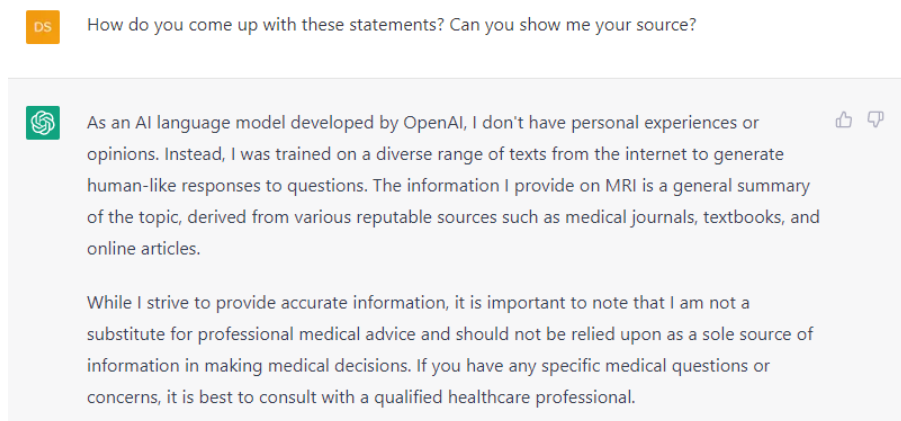 DS
How do you come up with these statements? Can you show me your source?
As an AI language model developed by OpenAI, I don't have personal experiences or
opinions. Instead, I was trained on a diverse range of texts from the internet to generate
human-like responses to questions. The information I provide on MRI is a general summary
of the topic, derived from various reputable sources such as medical journals, textbooks, and
online articles.
While I strive to provide accurate information, it is important to note that I am not a
substitute for professional medical advice and should not be relied upon as a sole source of
information in making medical decisions. If you have any specific medical questions or
concerns, it is best to consult with a qualified healthcare professional.